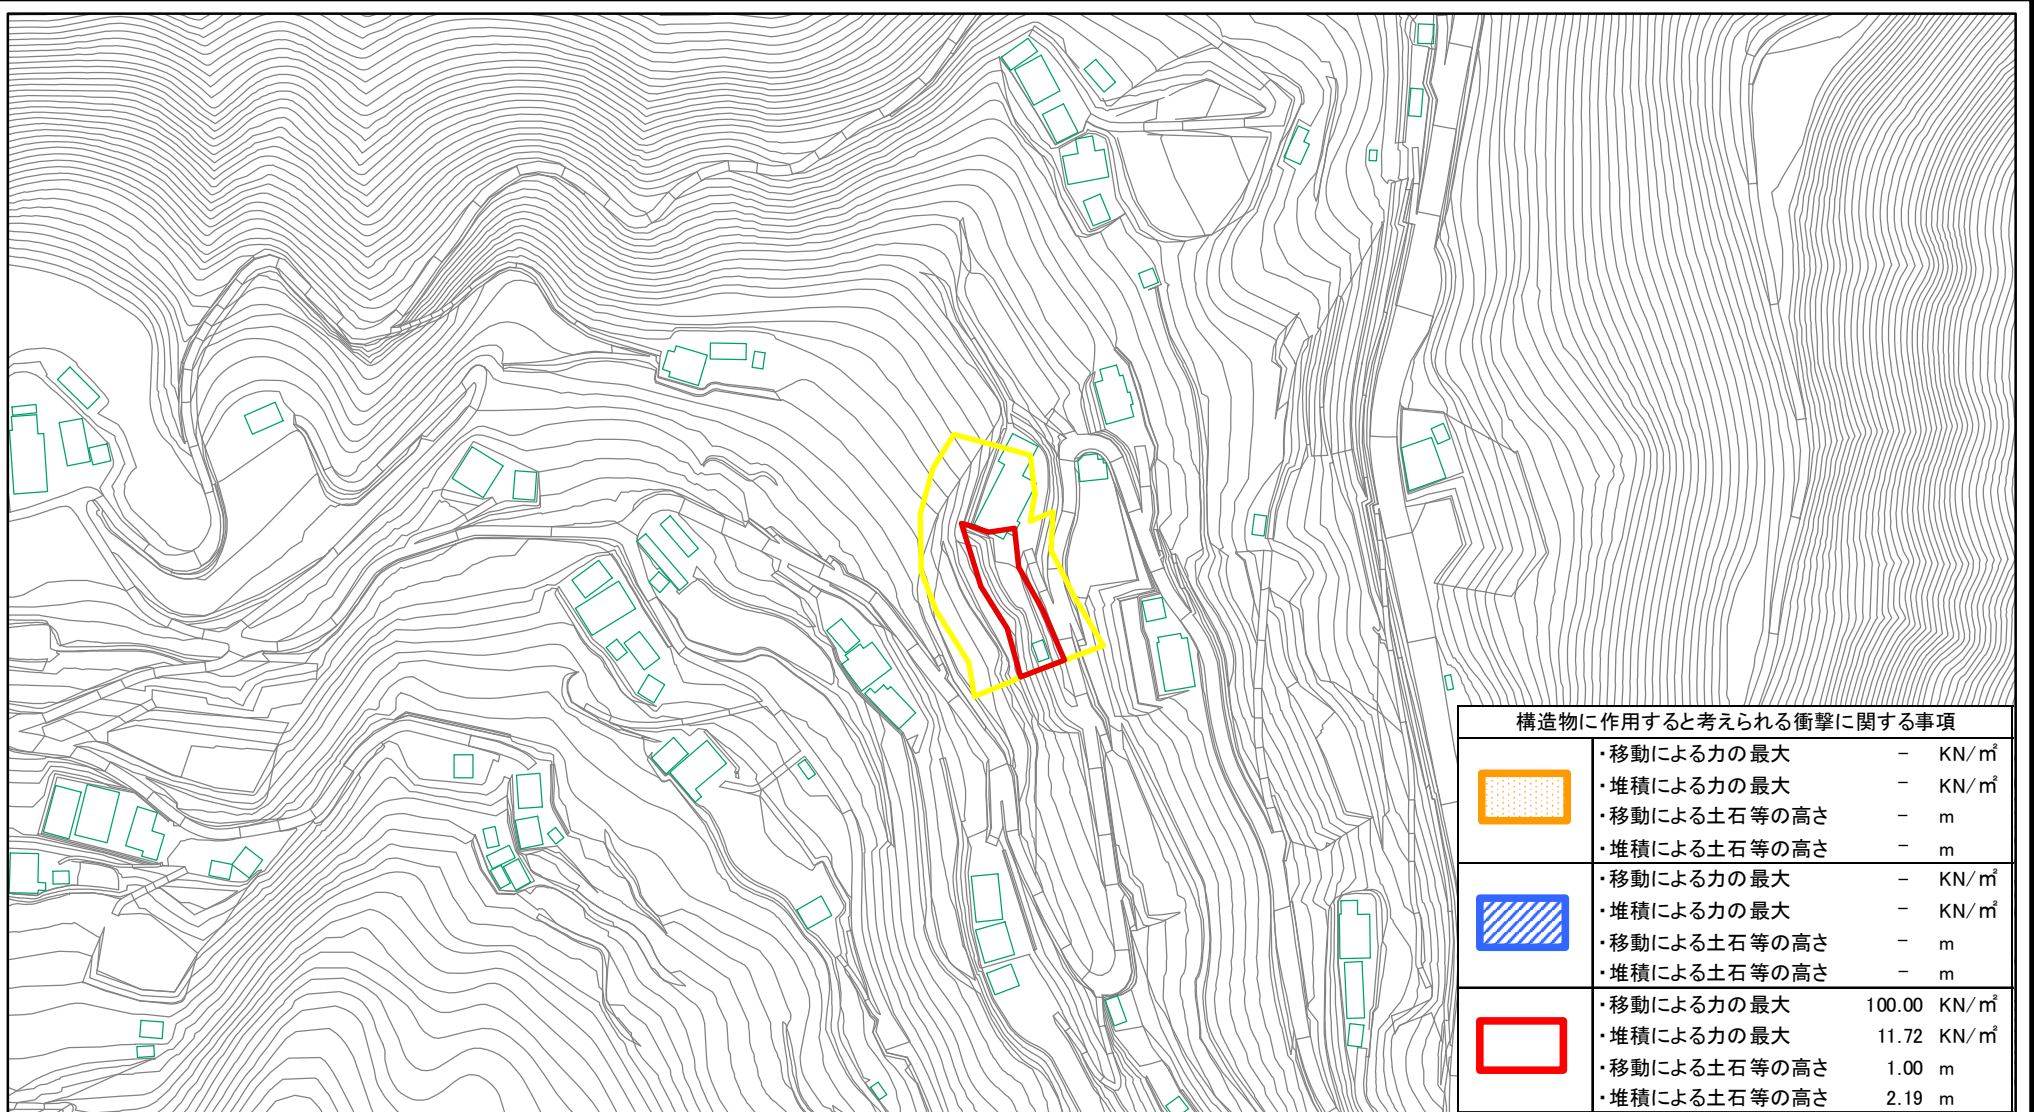 構造物に作用すると考えられる衝撃に関する事項
・移動による力の最大 － KN/㎡
・堆積による力の最大 － KN/㎡
・移動による土石等の高さ － m
・堆積による土石等の高さ － m
・移動による力の最大 － KN/㎡
・堆積による力の最大 － KN/㎡
・移動による土石等の高さ － m
・堆積による土石等の高さ － m
・移動による力の最大 100.00 KN/㎡
・堆積による力の最大 11.72 KN/㎡
・移動による土石等の高さ 1.00 m
・堆積による土石等の高さ 2.19 m